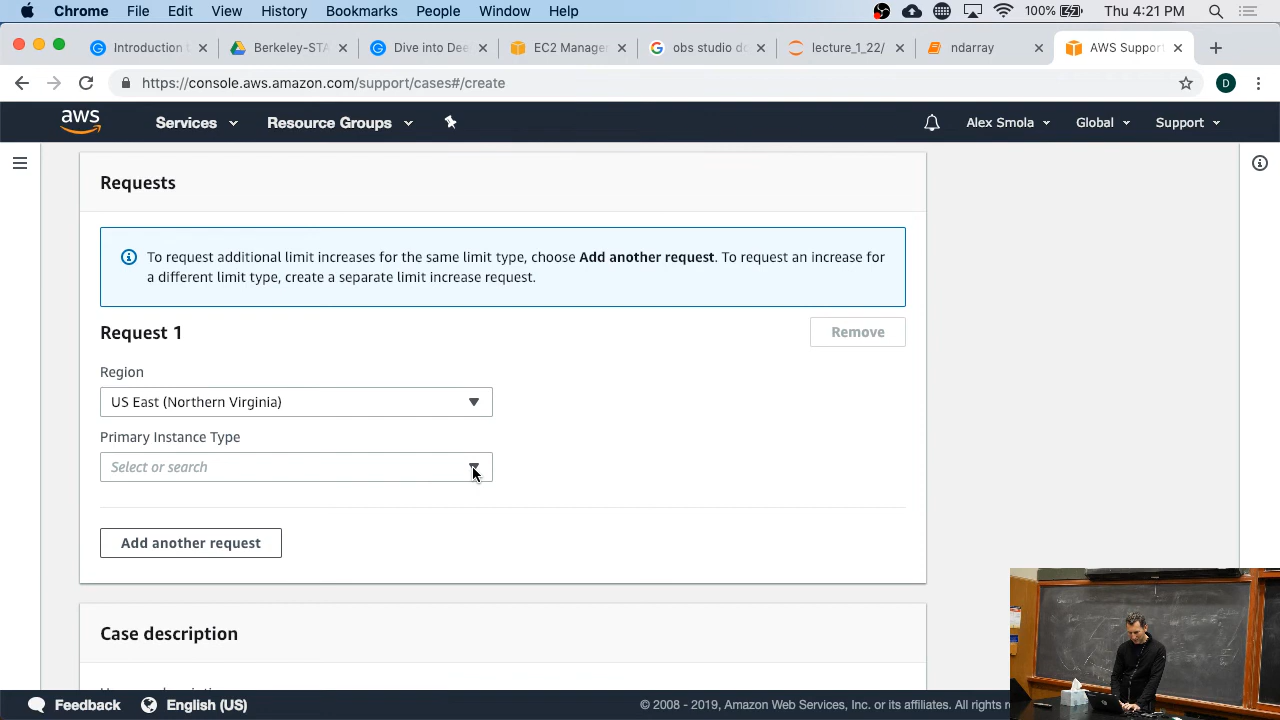 Chrome File Edit View History Bookmarks People Window Help 100% Thu 4:21 PM
Introduction Berkeley-STA Dive into Dee EC2 Manage obs studio do lecture_1_22/ ndarray AWS Support
https://console.aws.amazon.com/support/cases#/create D
aws Services Resource Groups Alex Smola Global Support
Requests
To request additional limit increases for the same limit type, choose Add another request. To request an increase for
a different limit type, create a separate limit increase request.
Request 1 Remove
Region
US East (Northern Virginia)
Primary Instance Type
Select or search
Add another request
Case description
Feedback English (US) © 2008 - 2019, Amazon Web Services, Inc. or its affiliates. All rights